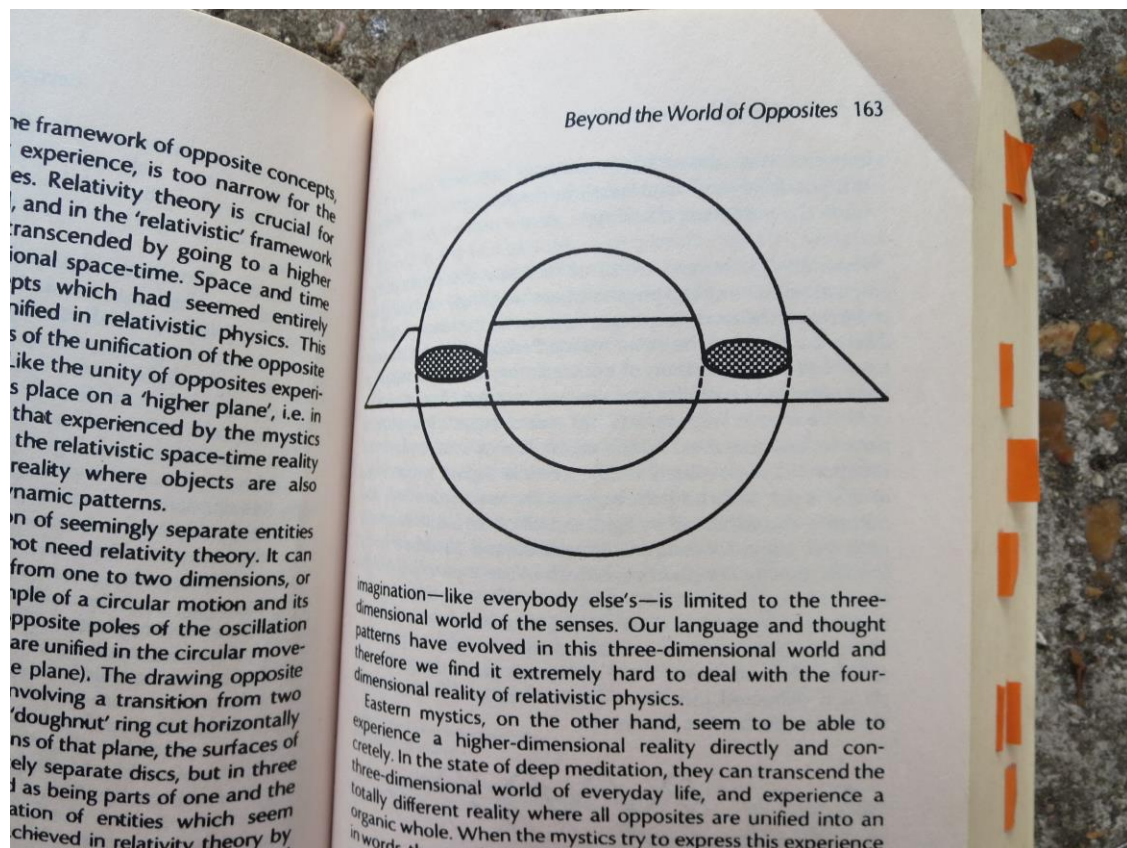 ne framework of opposite concepts,
experience, is too narrow for the
es. Relativity theory is crucial for
, and in the 'relativistic' framework
transcended by going to a higher
ional space-time. Space and time
pts which had seemed entirely
nified in relativistic physics. This
s of the unification of the opposite
Like the unity of opposites experi-
s place on a 'higher plane', i.e. in
that experienced by the mystics
the relativistic space-time reality
reality where objects are also
ynamic patterns.
on of seemingly separate entities
not need relativity theory. It can
from one to two dimensions, or
mple of a circular motion and its
opposite poles of the oscillation
are unified in the circular move-
e plane). The drawing opposite
nvolving a transition from two
'doughnut' ring cut horizontally
ns of that plane, the surfaces of
ely separate discs, but in three
d as being parts of one and the
ation of entities which seem
chieved in relativity theory by
Beyond the World of Opposites 163
imagination—like everybody else's—is limited to the three-
dimensional world of the senses. Our language and thought
patterns have evolved in this three-dimensional world and
therefore we find it extremely hard to deal with the four-
dimensional reality of relativistic physics.
Eastern mystics, on the other hand, seem to be able to
experience a higher-dimensional reality directly and con-
cretely. In the state of deep meditation, they can transcend the
three-dimensional world of everyday life, and experience a
totally different reality where all opposites are unified into an
organic whole. When the mystics try to express this experience
in words, th